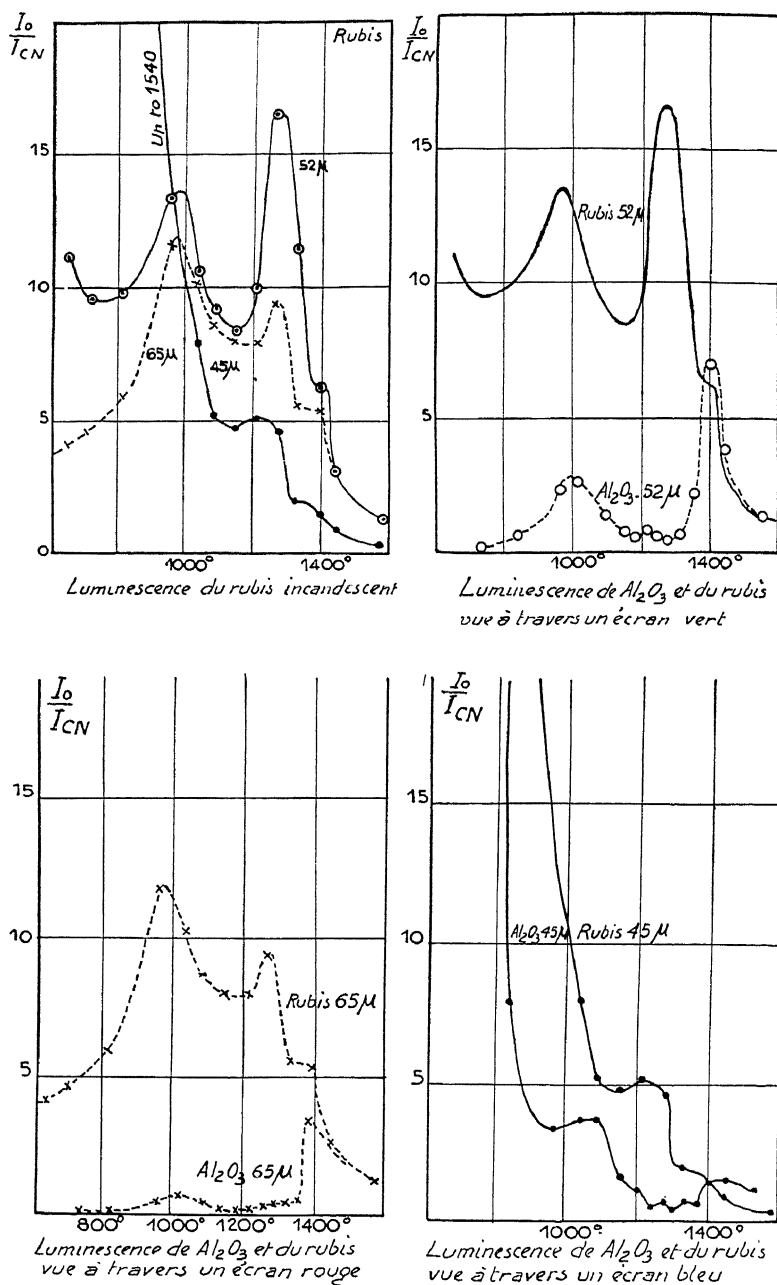 I₀
I_CN
Rubis
Up to 1540
15
52µ
10
65µ
45µ
5
0
1000°
1400°
Luminescence du rubis incandescent
I₀
I_CN
15
Rubis 52µ
10
5
Al₂O₃-52µ
1000°
1400°
Luminescence de Al₂O₃ et du rubis
vue à travers un écran vert
I₀
I_CN
15
10
Rubis 65µ
5
Al₂O₃ 65µ
0
800°
1000°
1200°
1400°
Luminescence de Al₂O₃ et du rubis
vue à travers un écran rouge
I₀
I_CN
15
Al₂O₃45µ
Rubis 45µ
10
5
1000°
1400°
Luminescence de Al₂O₃ et du rubis
vue à travers un écran bleu